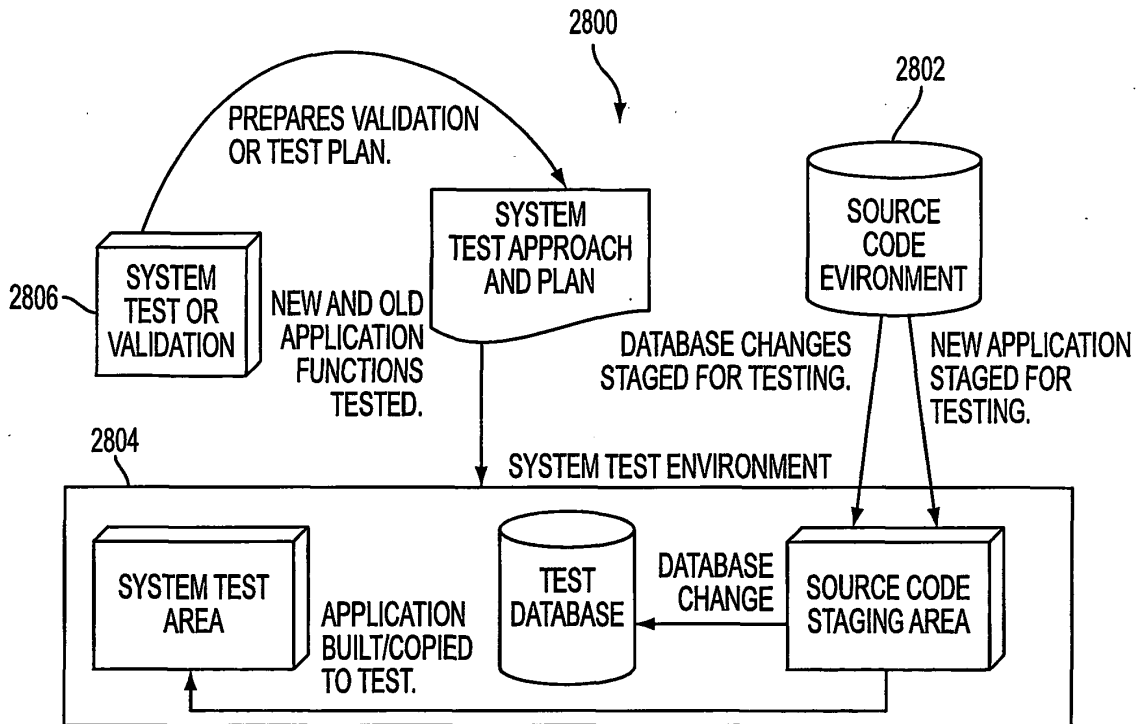 2800
2802
PREPARES VALIDATION
OR TEST PLAN.
SYSTEM
TEST APPROACH
AND PLAN
SOURCE
CODE
EVIRONMENT
2806
SYSTEM
TEST OR
VALIDATION
NEW AND OLD
APPLICATION
FUNCTIONS
TESTED.
DATABASE CHANGES
STAGED FOR TESTING.
NEW APPLICATION
STAGED FOR
TESTING.
2804
SYSTEM TEST ENVIRONMENT
SYSTEM TEST
AREA
APPLICATION
BUILT/COPIED
TO TEST.
TEST
DATABASE
DATABASE
CHANGE
SOURCE CODE
STAGING AREA